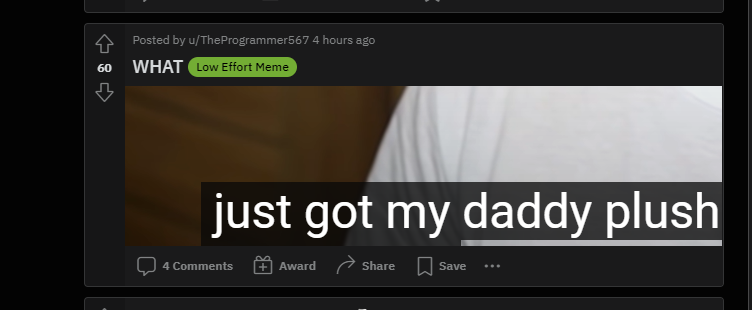 Posted by u/TheProgrammer567 4 hours ago
60
WHAT Low Effort Meme
just got my daddy plush
4 Comments Award Share Save